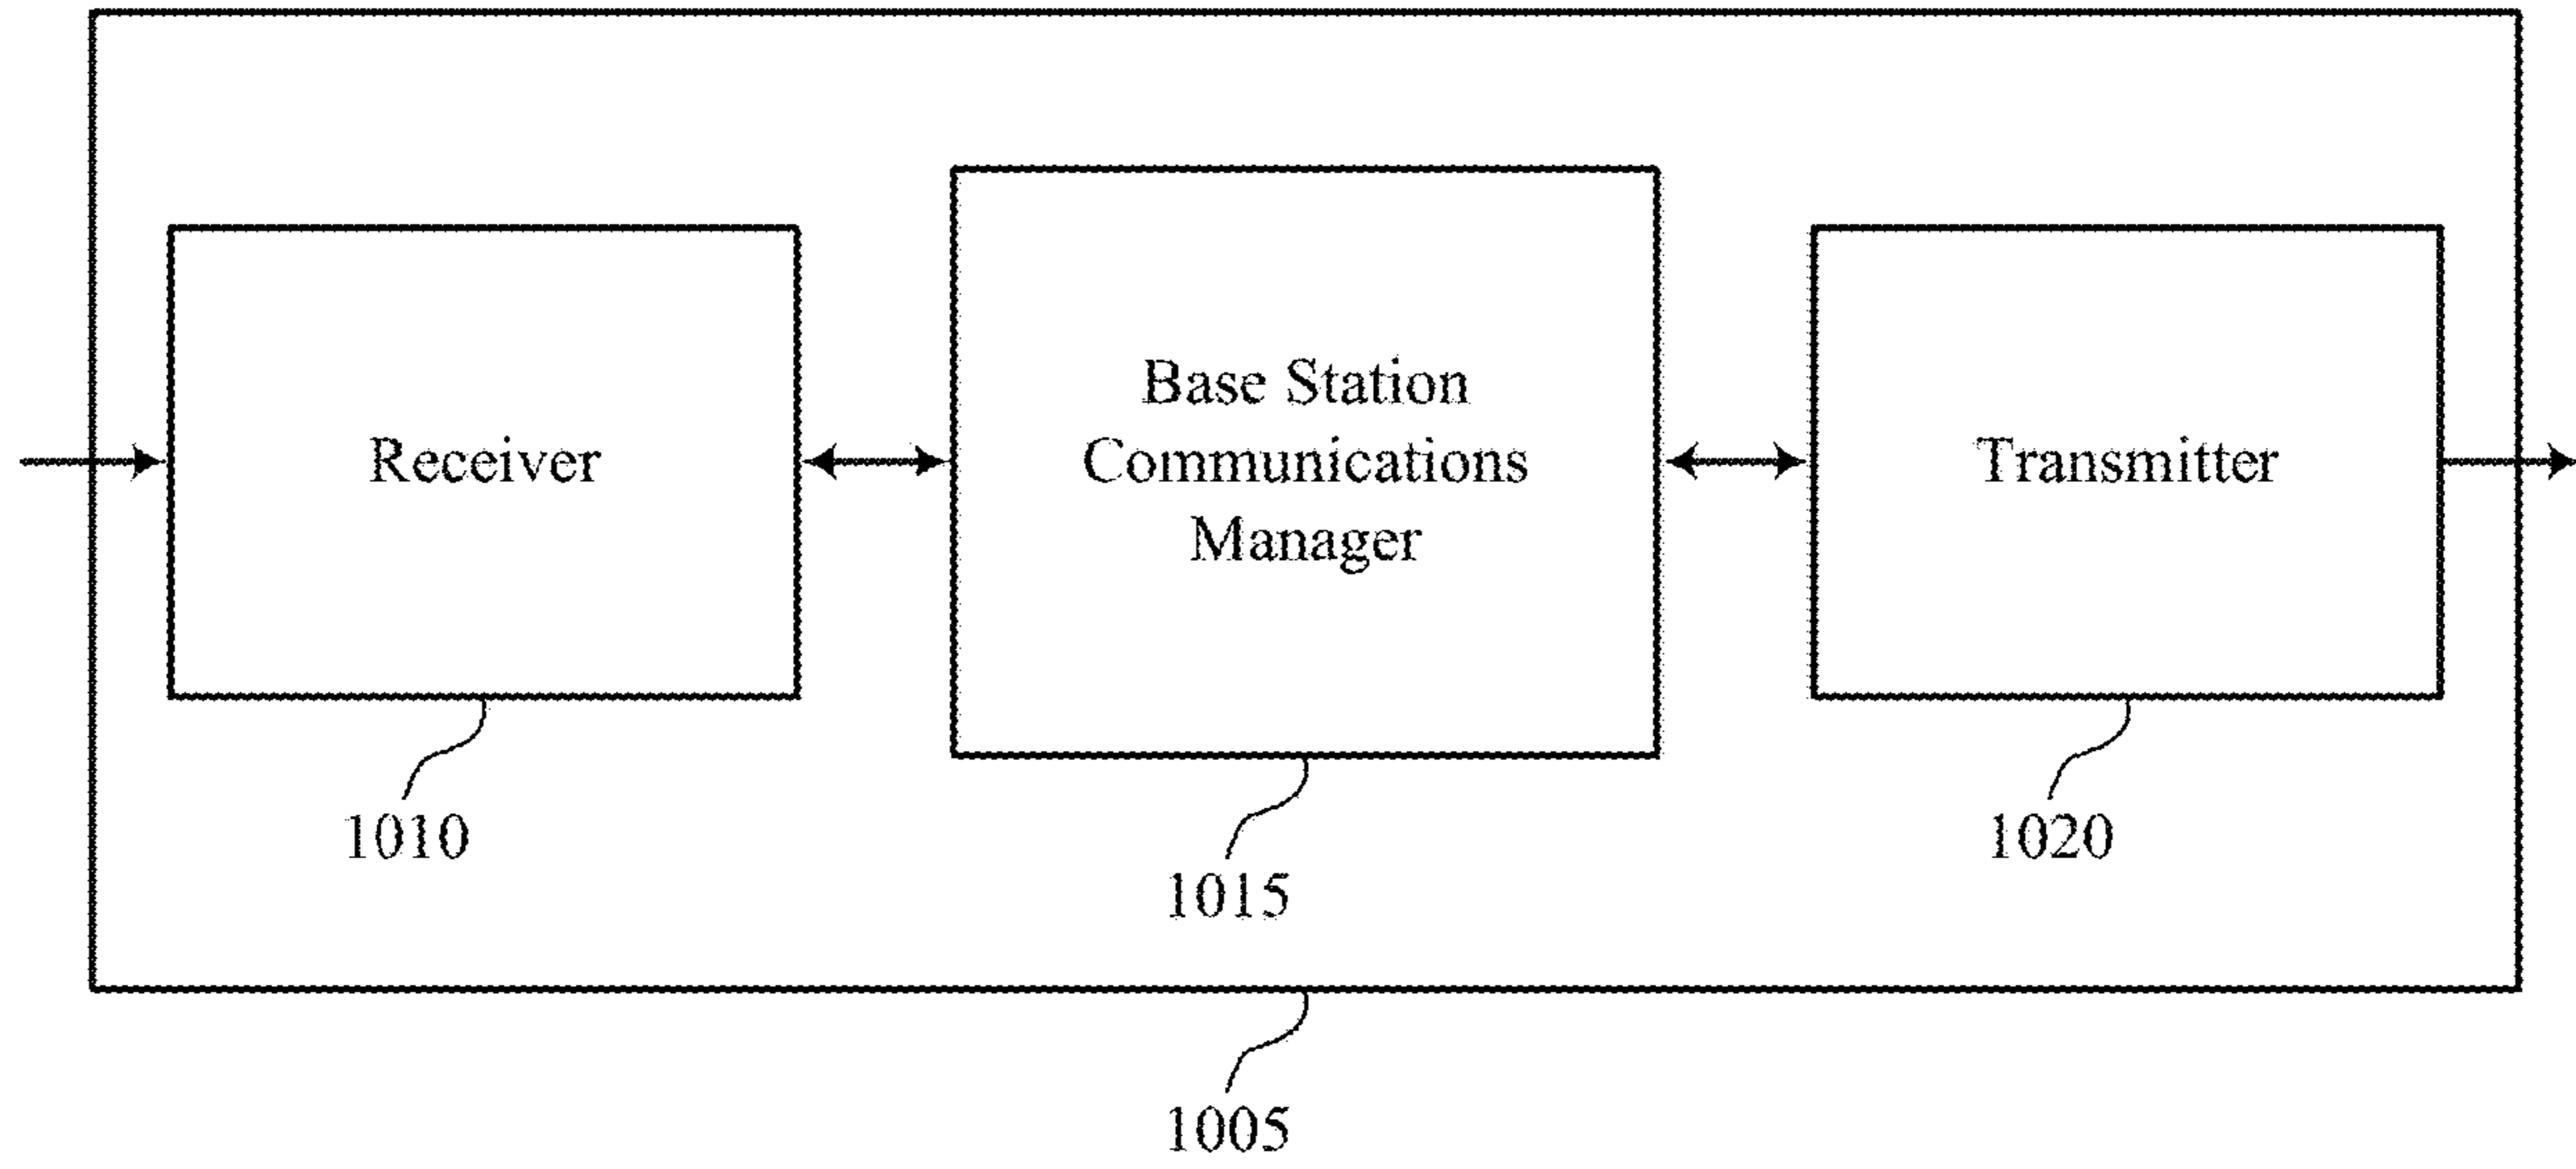 Receiver
Base Station
Communications
Manager
Transmitter
1010
1015
1020
1005